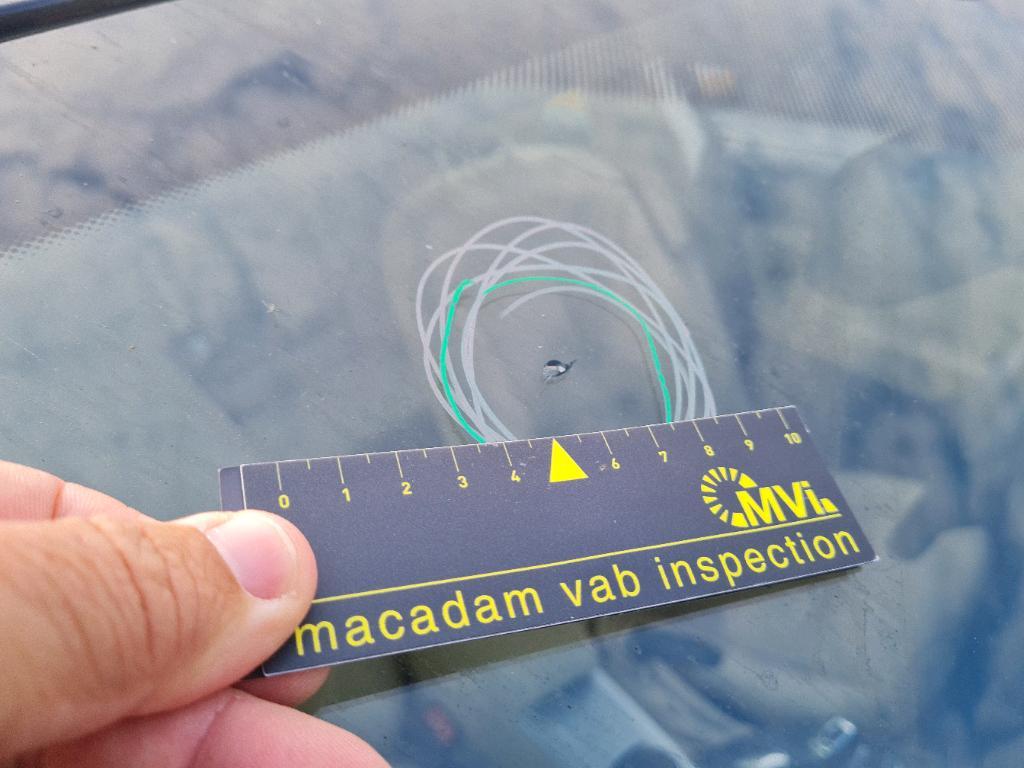 0 1 2 3 4 6 7 8 9 10
MVi.
macadam vab inspection